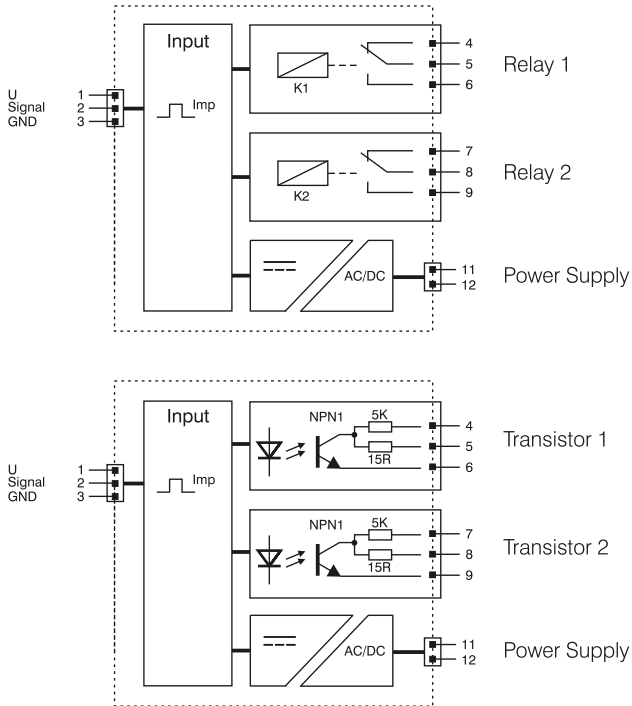 Input
4
5
6
Relay 1
K1
U 1
Signal 2
GND 3
Imp
7
8
9
Relay 2
K2
AC/DC
11
12
Power Supply
Input
NPN1
5K
15R
4
5
6
Transistor 1
U 1
Signal 2
GND 3
Imp
NPN1
5K
15R
7
8
9
Transistor 2
AC/DC
11
12
Power Supply